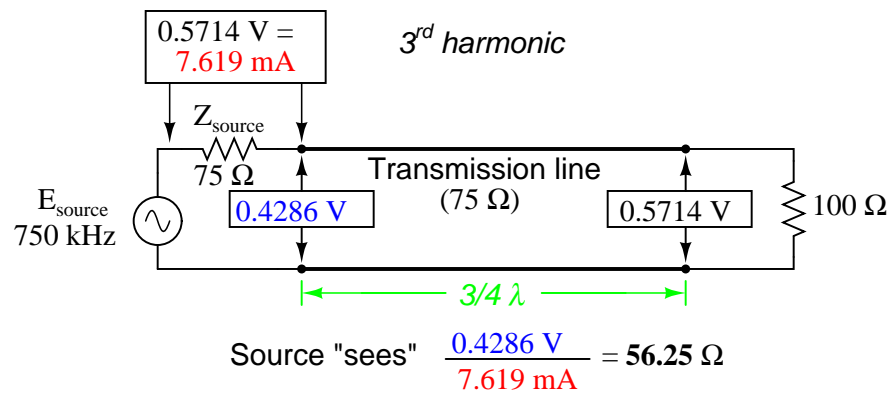 0.5714 V =
7.619 mA
3rd harmonic
Zsource
75 Ω
Transmission line
(75 Ω)
Esource
750 kHz
0.4286 V
0.5714 V
100 Ω
3/4 λ
Source "sees" 0.4286 V / 7.619 mA = 56.25 Ω